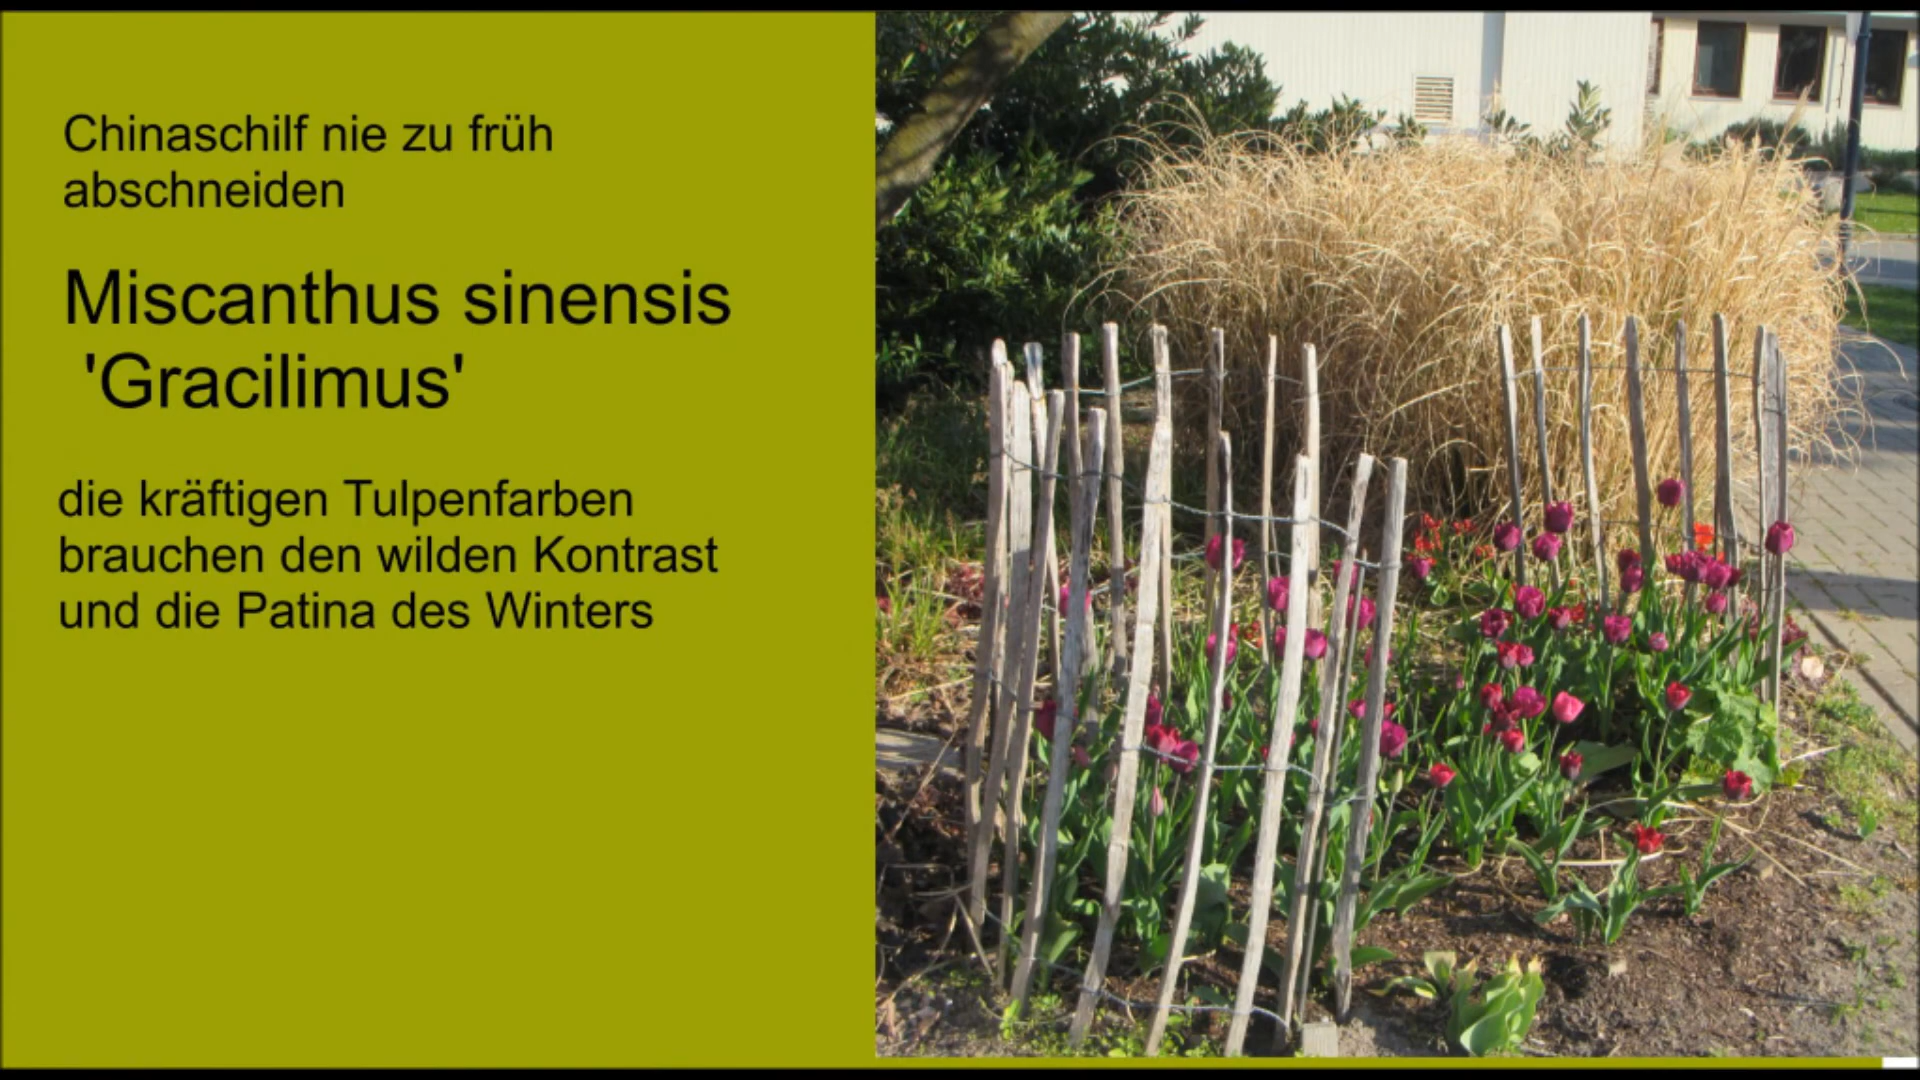 Chinaschilf nie zu früh
abschneiden
Miscanthus sinensis
'Gracilimus'
die kräftigen Tulpenfarben
brauchen den wilden Kontrast
und die Patina des Winters